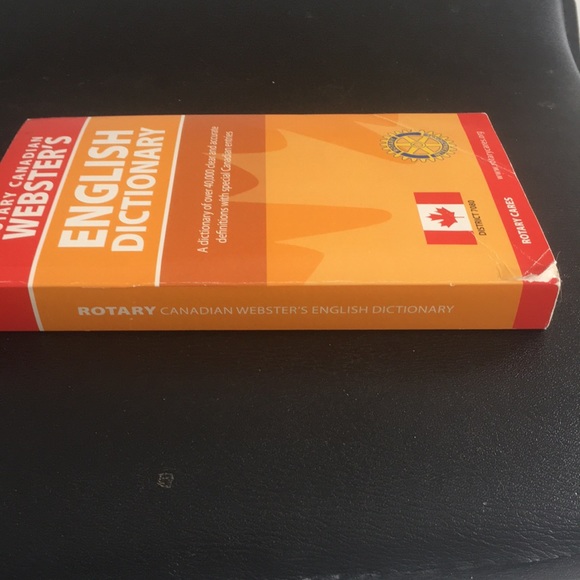 ROTARY CANADIAN
WEBSTER'S
ENGLISH
DICTIONARY
A dictionary of over 40,000 clear and accurate
definitions with special Canadian entries
DISTRICT 7080
ROTARY CARES
ROTARY CANADIAN WEBSTER'S ENGLISH DICTIONARY